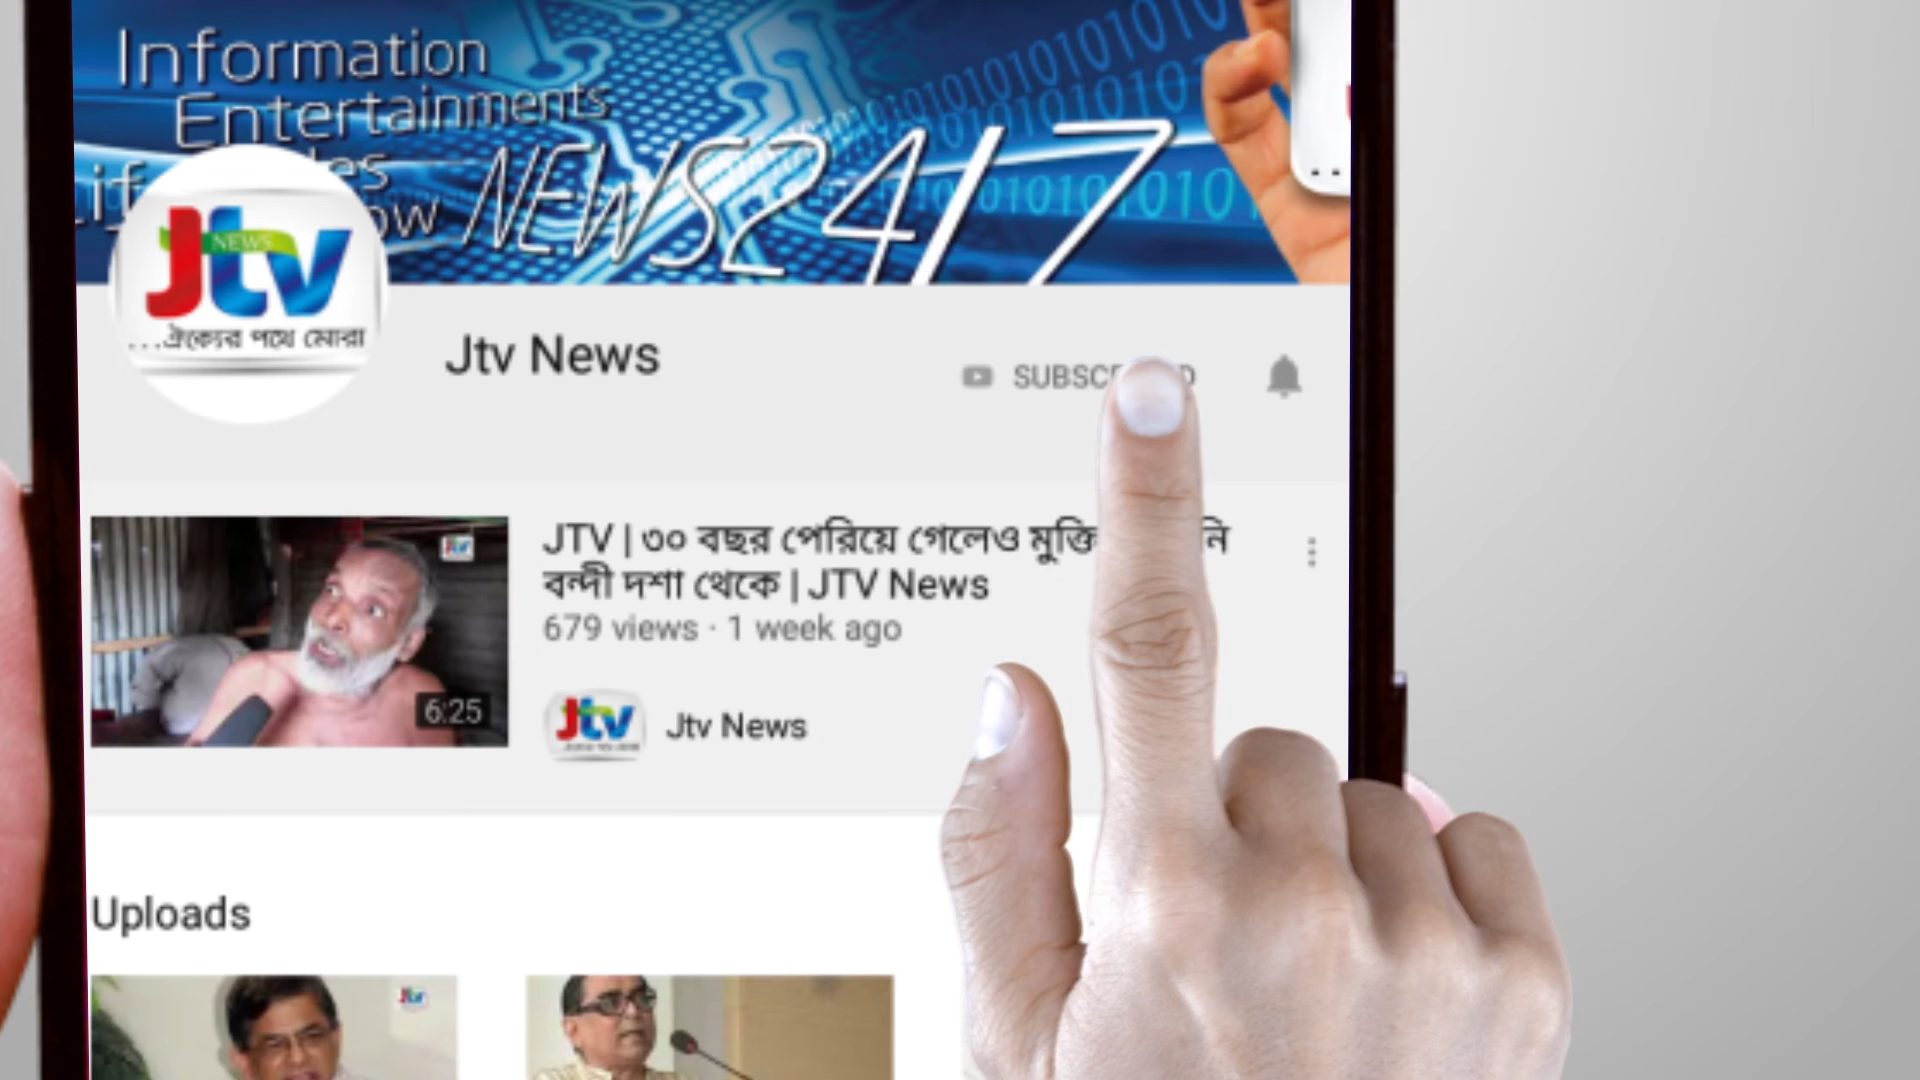 Information
Entertainments
NEWS24/7
Jtv
NEWS
...ঐক্যের পথে মোরা
Jtv News
JTV | ৩০ বছর পেরিয়ে গেলেও মুক্তি নি
বন্দী দশা থেকে | JTV News
679 views · 1 week ago
6:25
Jtv
Jtv News
Uploads